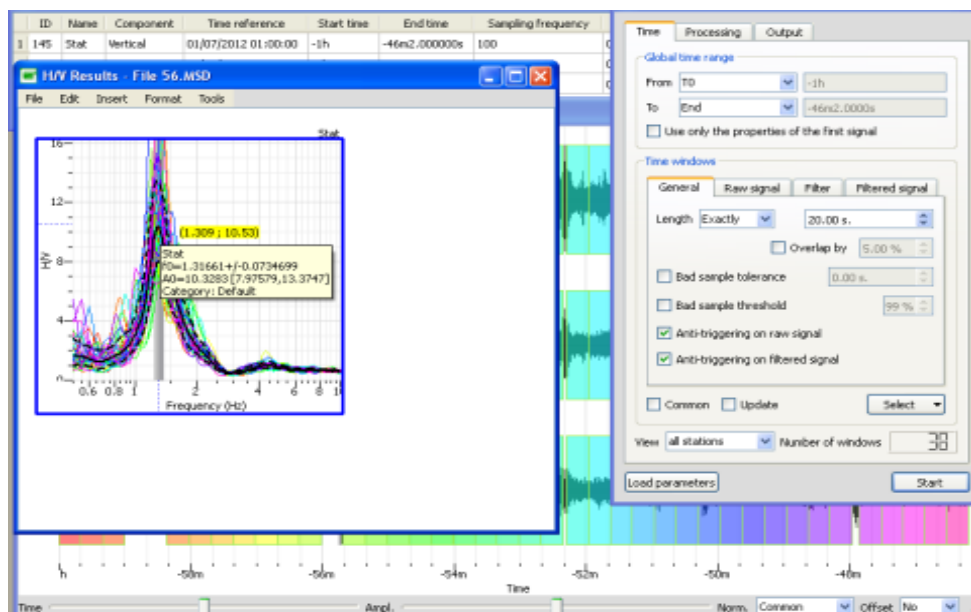 ID Name Component Time reference Start time End time Sampling frequency
1 145 Stat Vertical 01/07/2012 01:00:00 -1h -46m2.000000s 100
H/V Results - File 56.MSD
File Edit Insert Format Tools
Stat
16
12
8
4
0
H/V
(1.309 ; 10.53)
Stat
f0=1.31661+/-0.0734699
A0=10.3283 [7.97579,13.3747]
Category: Default
0.6 0.8 1 2 4 6 8
Frequency (Hz)
Time Processing Output
Global time range
From T0 -1h
To End -46m2.0000s
Use only the properties of the first signal
Time windows
General Raw signal Filter Filtered signal
Length Exactly 20.00 s.
Overlap by 5.00 %
Bad sample tolerance 0.00 s.
Bad sample threshold 99 %
Anti-triggering on raw signal
Anti-triggering on filtered signal
Common Update Select
View all stations Number of windows 38
Load parameters Start
h -58m -56m -54m -52m -50m -48m
Time
Time Ampl. Norm. Common Offset No